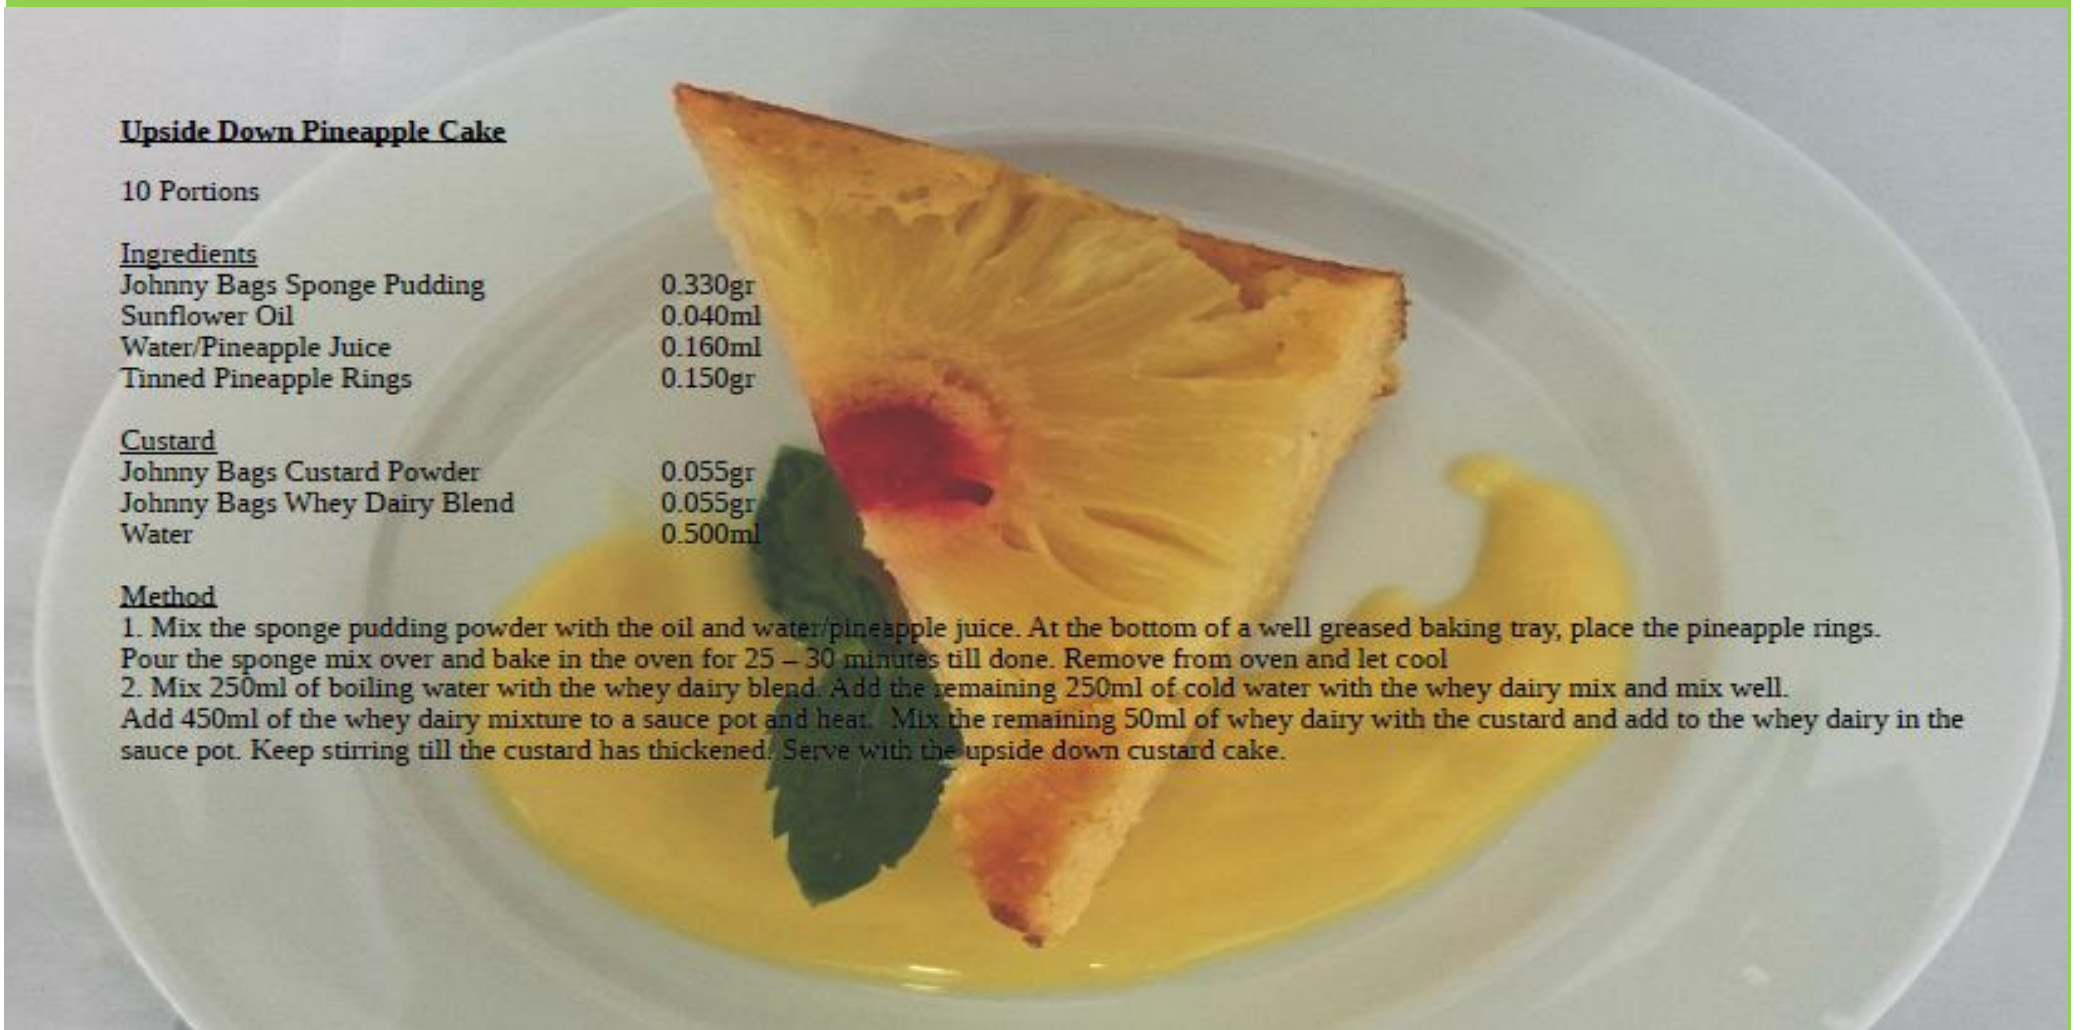 Upside Down Pineapple Cake
10 Portions
Ingredients
Johnny Bags Sponge Pudding 0.330gr
Sunflower Oil 0.040ml
Water/Pineapple Juice 0.160ml
Tinned Pineapple Rings 0.150gr
Custard
Johnny Bags Custard Powder 0.055gr
Johnny Bags Whey Dairy Blend 0.055gr
Water 0.500ml
Method
1. Mix the sponge pudding powder with the oil and water/pineapple juice. At the bottom of a well greased baking tray, place the pineapple rings.
Pour the sponge mix over and bake in the oven for 25 – 30 minutes till done. Remove from oven and let cool
2. Mix 250ml of boiling water with the whey dairy blend. Add the remaining 250ml of cold water with the whey dairy mix and mix well.
Add 450ml of the whey dairy mixture to a sauce pot and heat.  Mix the remaining 50ml of whey dairy with the custard and add to the whey dairy in the
sauce pot. Keep stirring till the custard has thickened. Serve with the upside down custard cake.